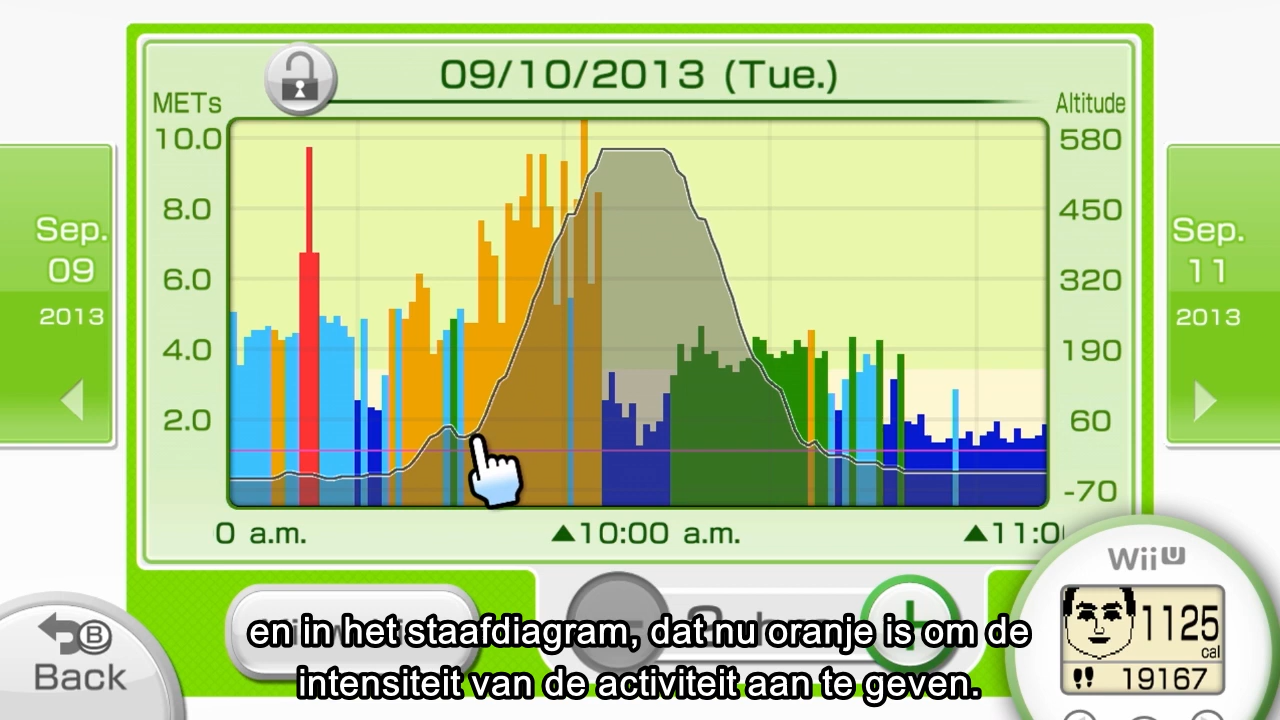 09/10/2013 (Tue.)
METs
Altitude
10.0
580
8.0
450
6.0
320
4.0
190
2.0
60
-70
Sep.
09
2013
Sep.
11
2013
0 a.m.
▲10:00 a.m.
▲11:0
Wii U
1125
cal
19167
B
Back
en in het staafdiagram, dat nu oranje is om de
intensiteit van de activiteit aan te geven.